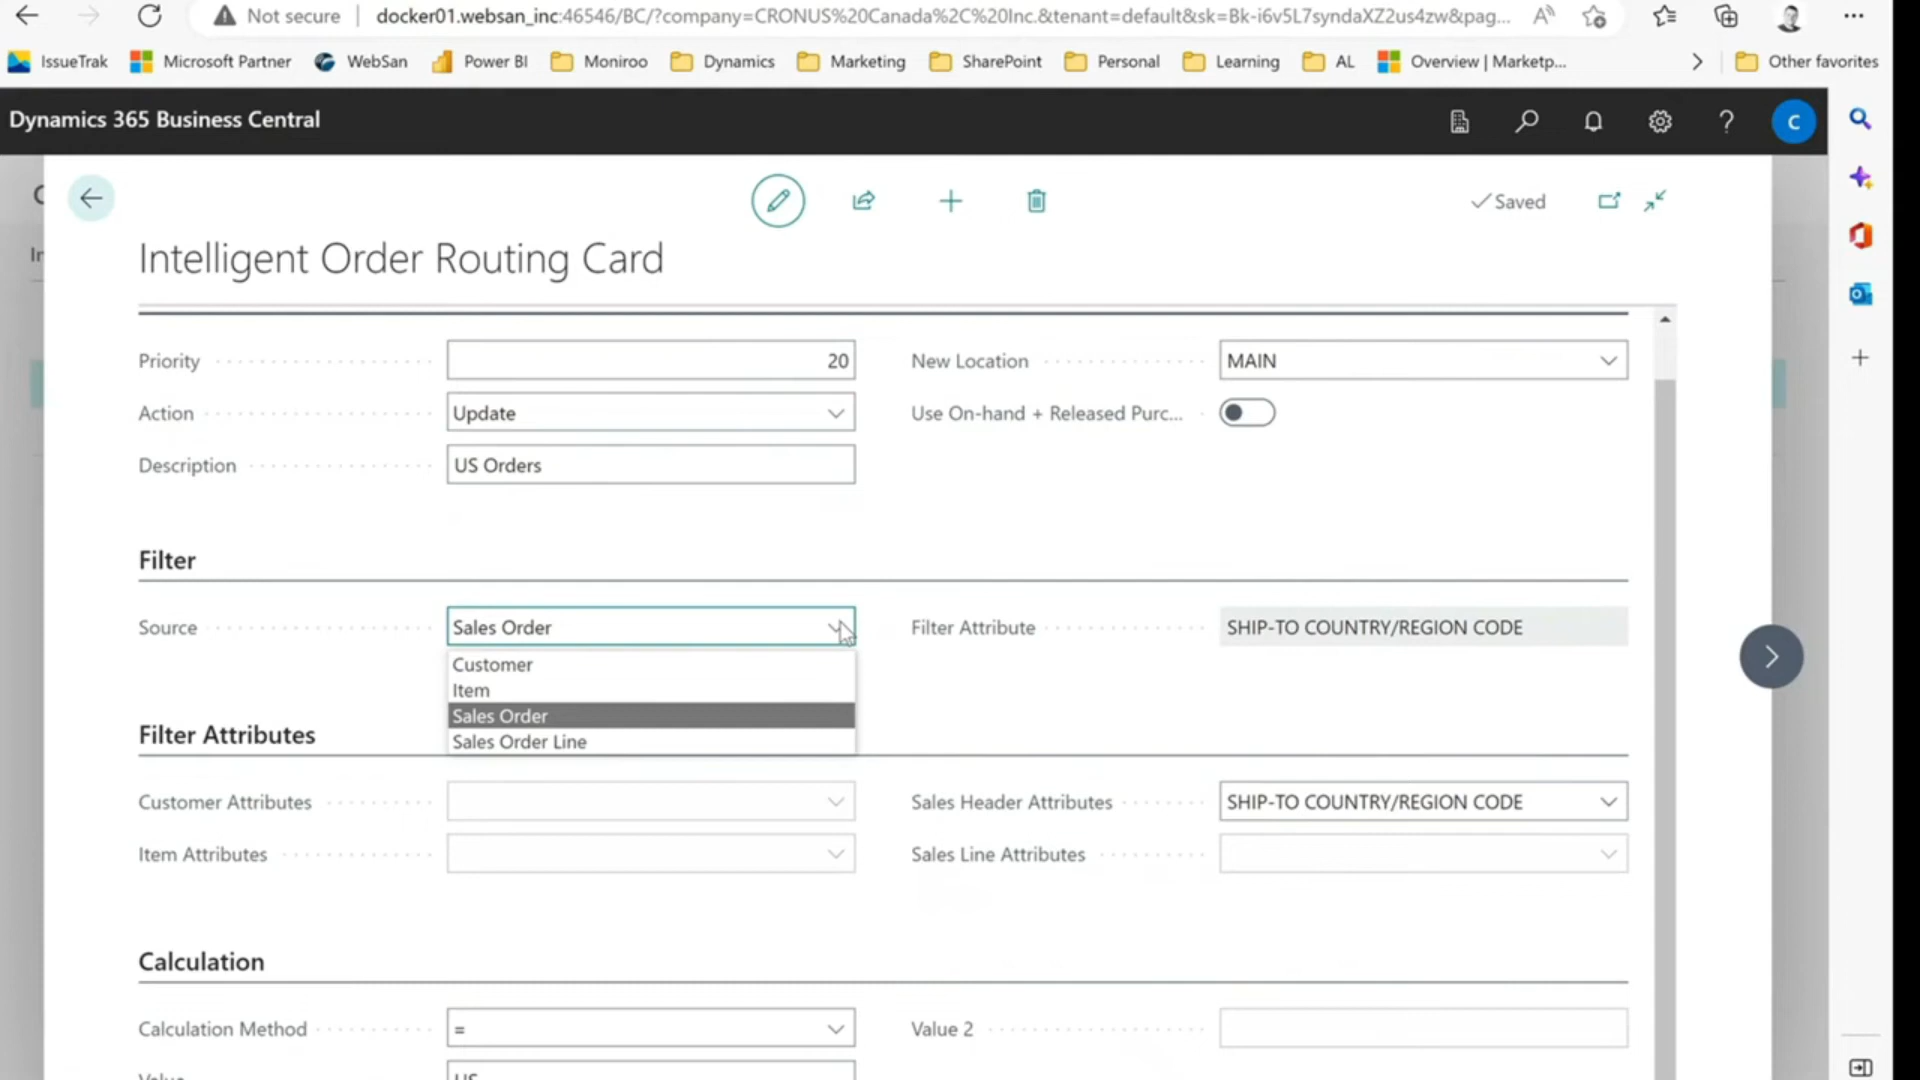 Not secure docker01.websan_inc:46546/BC/?company=CRONUS%20Canada%2C%20Inc.&tenant=default&sk=Bk-i6v5L7syndaXZ2us4zw&pag... A
IssueTrak Microsoft Partner WebSan Power BI Moniroo Dynamics Marketing SharePoint Personal Learning AL Overview | Marketp... Other favorites
Dynamics 365 Business Central ? C
Saved
Intelligent Order Routing Card
Priority 20 New Location MAIN
Action Update Use On-hand + Released Purc...
Description US Orders
Filter
Source Sales Order Filter Attribute SHIP-TO COUNTRY/REGION CODE
Customer
Item
Sales Order
Sales Order Line
Filter Attributes
Customer Attributes Sales Header Attributes SHIP-TO COUNTRY/REGION CODE
Item Attributes Sales Line Attributes
Calculation
Calculation Method = Value 2
Value US